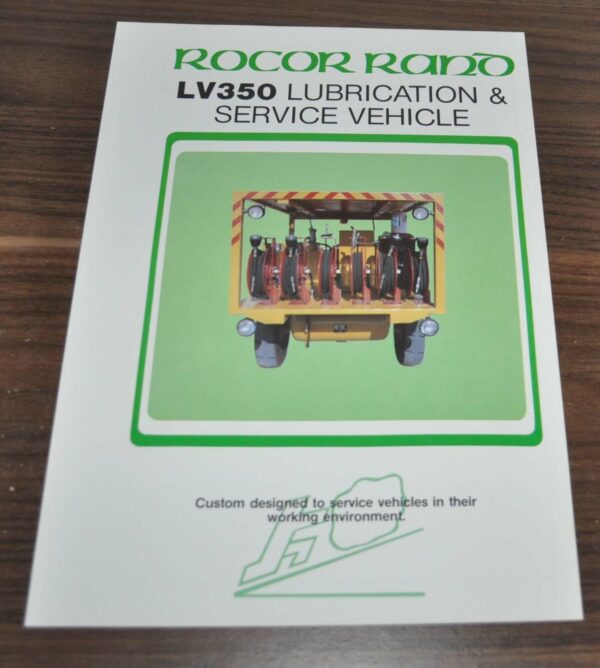 ROCOR RAND
LV350 LUBRICATION &
SERVICE VEHICLE
Custom designed to service vehicles in their
working environment.